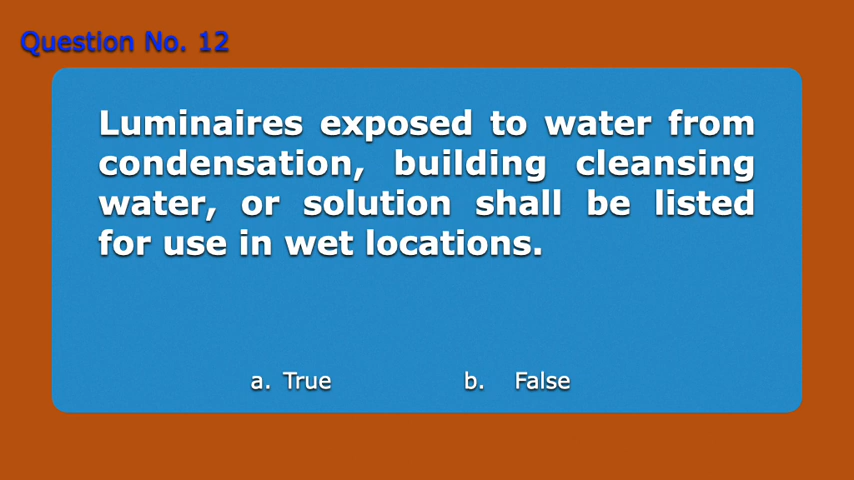 Question No. 12
Luminaires exposed to water from
condensation, building cleansing
water, or solution shall be listed
for use in wet locations.
a. True b. False